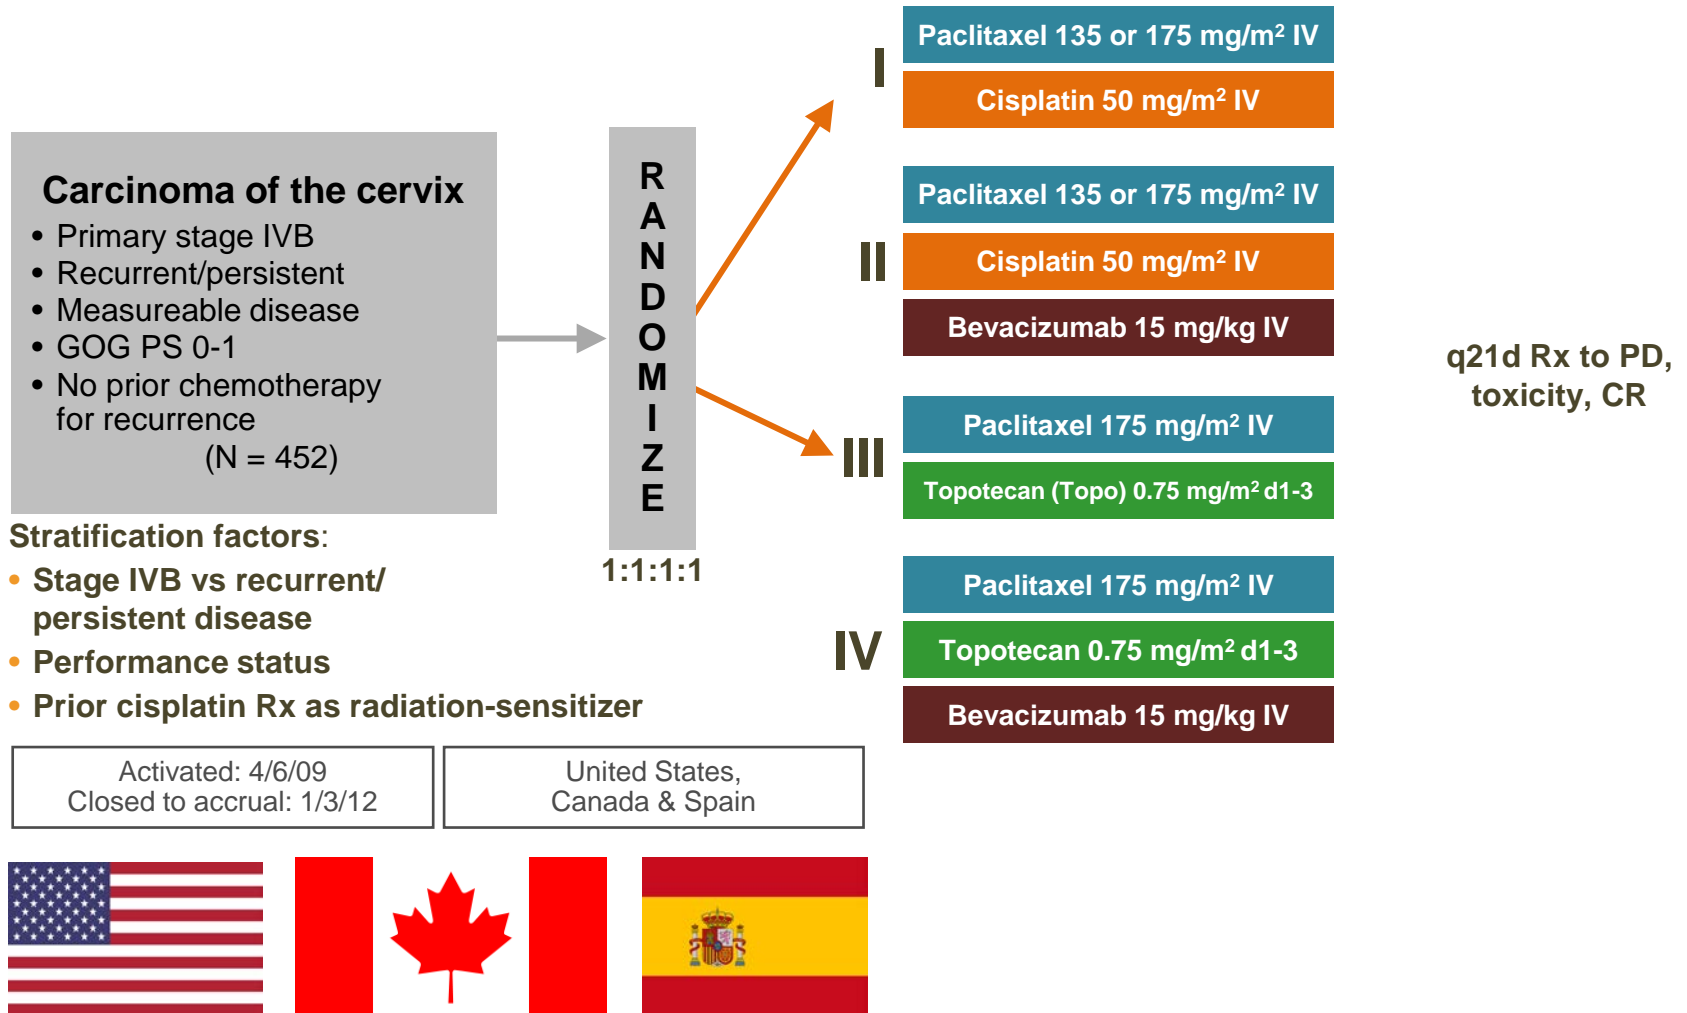 Carcinoma of the cervix
• Primary stage IVB
• Recurrent/persistent
• Measureable disease
• GOG PS 0-1
• No prior chemotherapy
for recurrence
(N = 452)
Stratification factors:
• Stage IVB vs recurrent/
persistent disease
• Performance status
• Prior cisplatin Rx as radiation-sensitizer
Activated: 4/6/09
Closed to accrual: 1/3/12
United States,
Canada & Spain
R
A
N
D
O
M
I
Z
E
1:1:1:1
I
Paclitaxel 135 or 175 mg/m² IV
Cisplatin 50 mg/m² IV
II
Paclitaxel 135 or 175 mg/m² IV
Cisplatin 50 mg/m² IV
Bevacizumab 15 mg/kg IV
III
Paclitaxel 175 mg/m² IV
Topotecan (Topo) 0.75 mg/m² d1-3
IV
Paclitaxel 175 mg/m² IV
Topotecan 0.75 mg/m² d1-3
Bevacizumab 15 mg/kg IV
q21d Rx to PD,
toxicity, CR